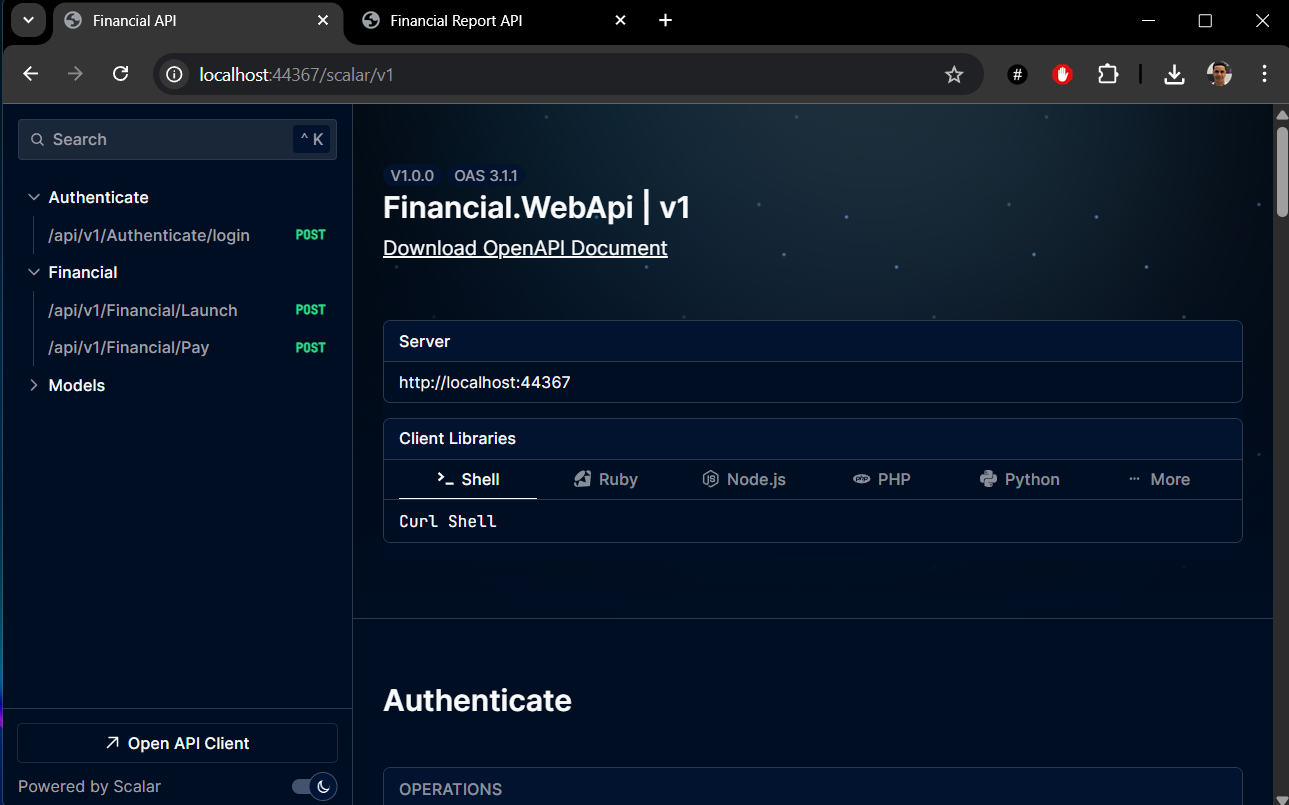 Financial API
Financial Report API
localhost:44367/scalar/v1
#
Search
^ K
Authenticate
/api/v1/Authenticate/login POST
Financial
/api/v1/Financial/Launch POST
/api/v1/Financial/Pay POST
Models
Open API Client
Powered by Scalar
V1.0.0 OAS 3.1.1
Financial.WebApi | v1
Download OpenAPI Document
Server
http://localhost:44367
Client Libraries
Shell Ruby Node.js PHP Python More
Curl Shell
Authenticate
OPERATIONS